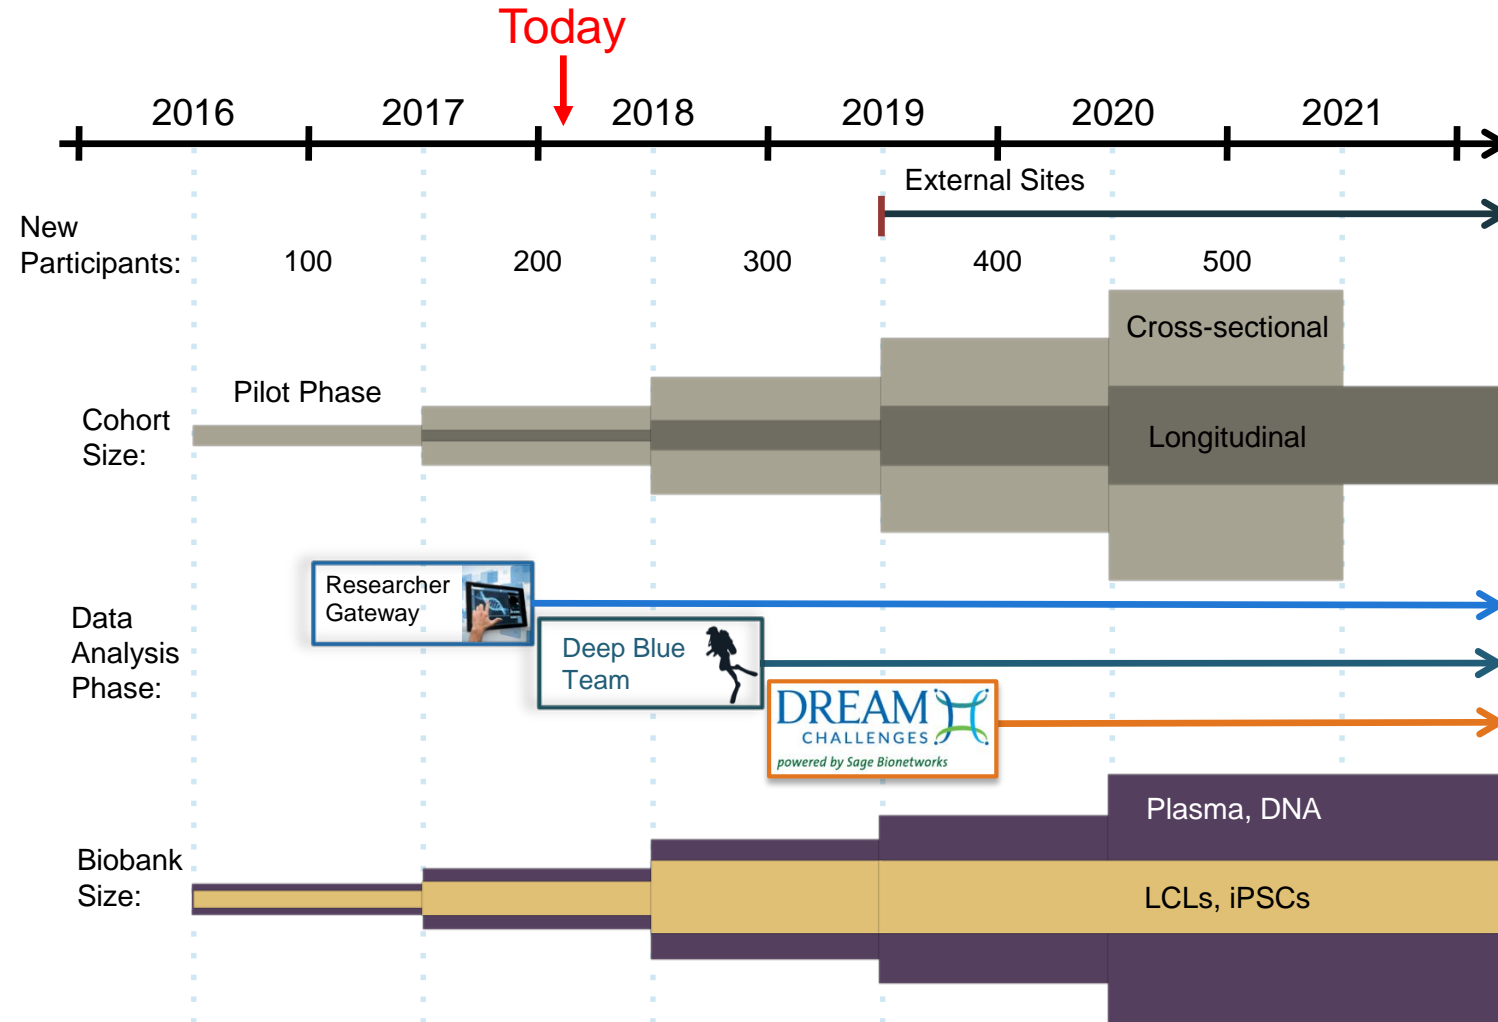 Today
2016 2017 2018 2019 2020 2021
External Sites
New
Participants: 100 200 300 400 500
Cross-sectional
Pilot Phase
Cohort
Size:
Longitudinal
Researcher
Gateway
Data
Analysis
Phase:
Deep Blue
Team
DREAM
CHALLENGES
powered by Sage Bionetworks
Plasma, DNA
Biobank
Size:
LCLs, iPSCs